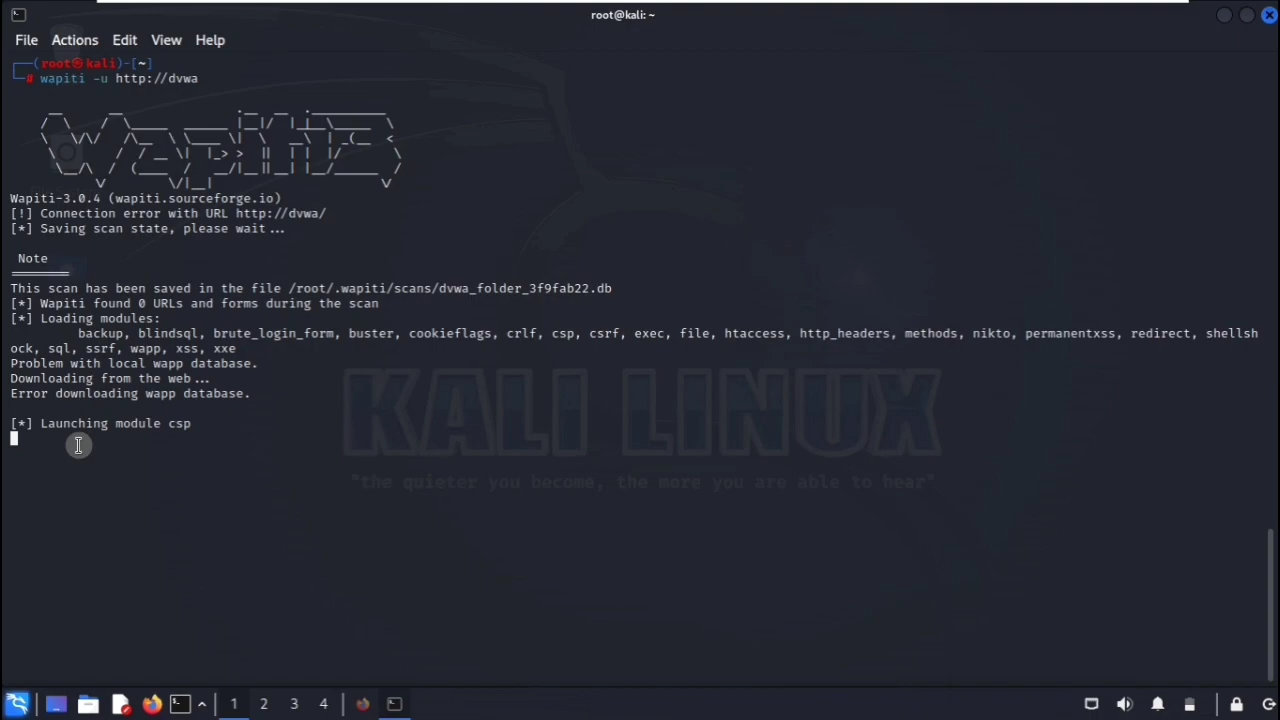 root@kali: ~
File Actions Edit View Help
┌──(root㉿kali)-[~]
└─# wapiti -u http://dvwa
Wapiti3
Wapiti-3.0.4 (wapiti.sourceforge.io)
[!] Connection error with URL http://dvwa/
[*] Saving scan state, please wait...
Note
========
This scan has been saved in the file /root/.wapiti/scans/dvwa_folder_3f9fab22.db
[*] Wapiti found 0 URLs and forms during the scan
[*] Loading modules:
backup, blindsql, brute_login_form, buster, cookieflags, crlf, csp, csrf, exec, file, htaccess, http_headers, methods, nikto, permanentxss, redirect, shellsh
ock, sql, ssrf, wapp, xss, xxe
Problem with local wapp database.
Downloading from the web...
Error downloading wapp database.
[*] Launching module csp
KALI LINUX
"the quieter you become, the more you are able to hear"
1 2 3 4